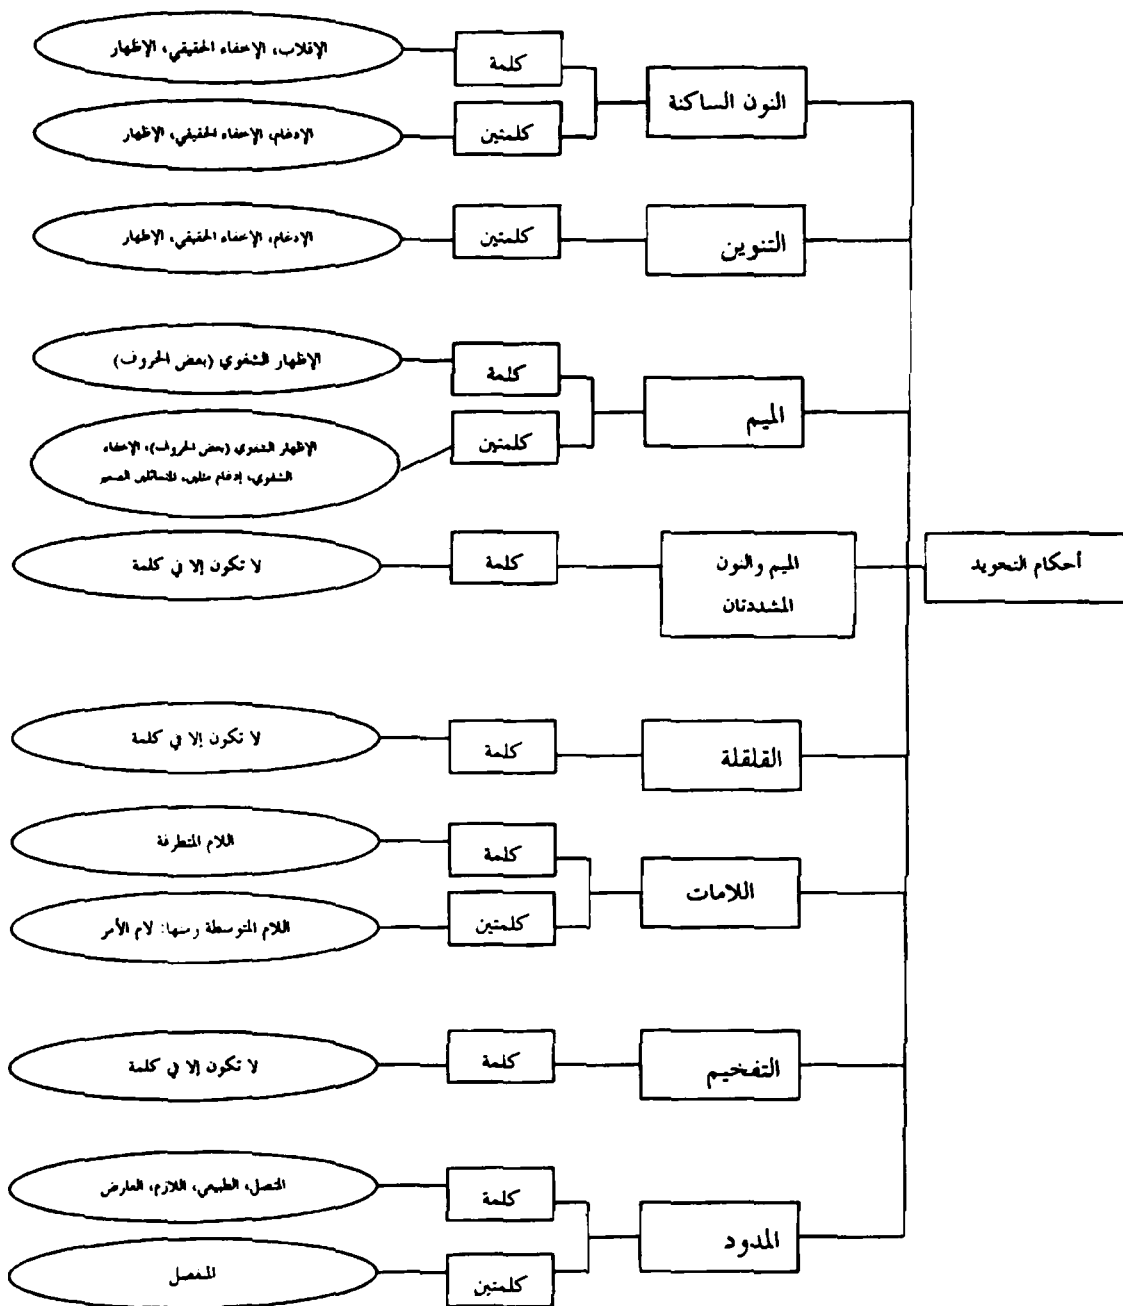 أحكام التجويد
النون الساكنة
كلمة
الإقلاب، الإخفاء الحقيقي، الإظهار
كلمتين
الإدغام، الإخفاء الحقيقي، الإظهار
التنوين
كلمتين
الإدغام، الإخفاء الحقيقي، الإظهار
الميم
كلمة
الإظهار الشفوي (بعض الحروف)
كلمتين
الإظهار الشفوي (بعض الحروف)، الإخفاء
الشفوي، إدغام مثلين، المتماثلين الصغير
الميم والنون
المشددتان
كلمة
لا تكون إلا في كلمة
القلقلة
كلمة
لا تكون إلا في كلمة
اللامات
كلمة
اللام المتطرفة
كلمتين
اللام المتوسطة ومنها: لام الأمر
التفخيم
كلمة
لا تكون إلا في كلمة
المدود
كلمة
المتصل، الطبيعي، اللازم، العارض
كلمتين
المنفصل